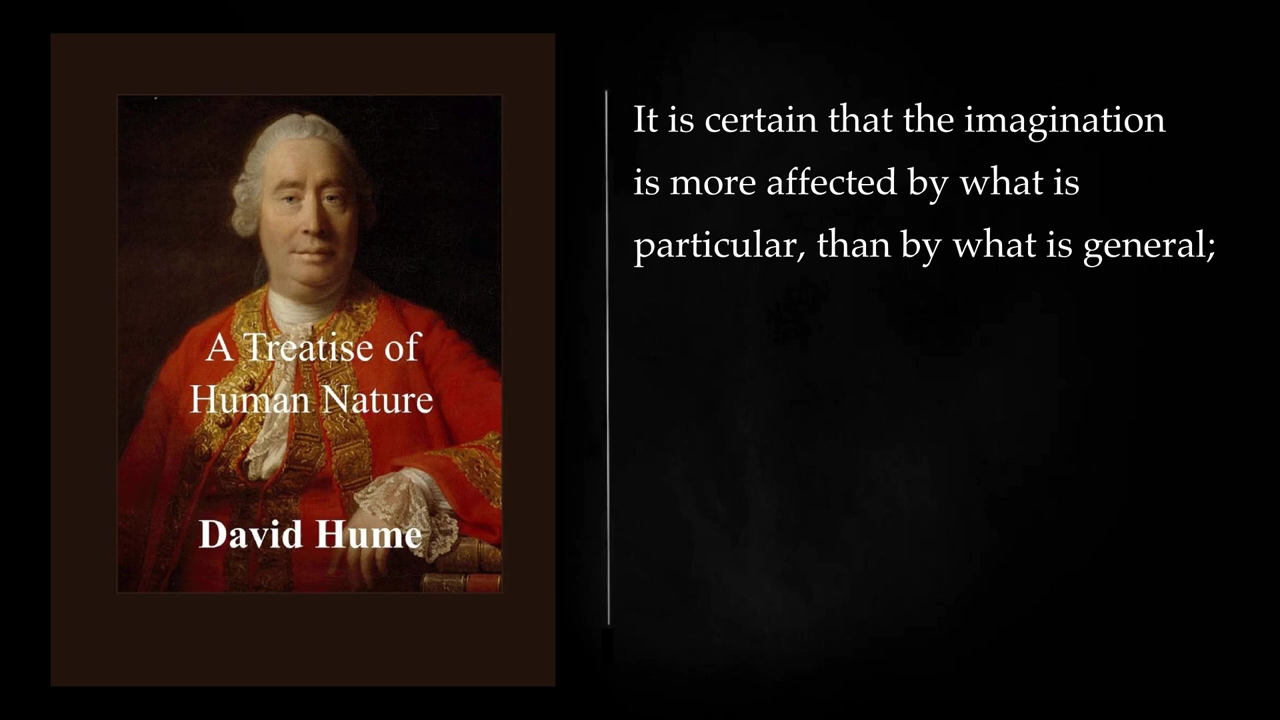 A Treatise of
Human Nature
David Hume
It is certain that the imagination
is more affected by what is
particular, than by what is general;